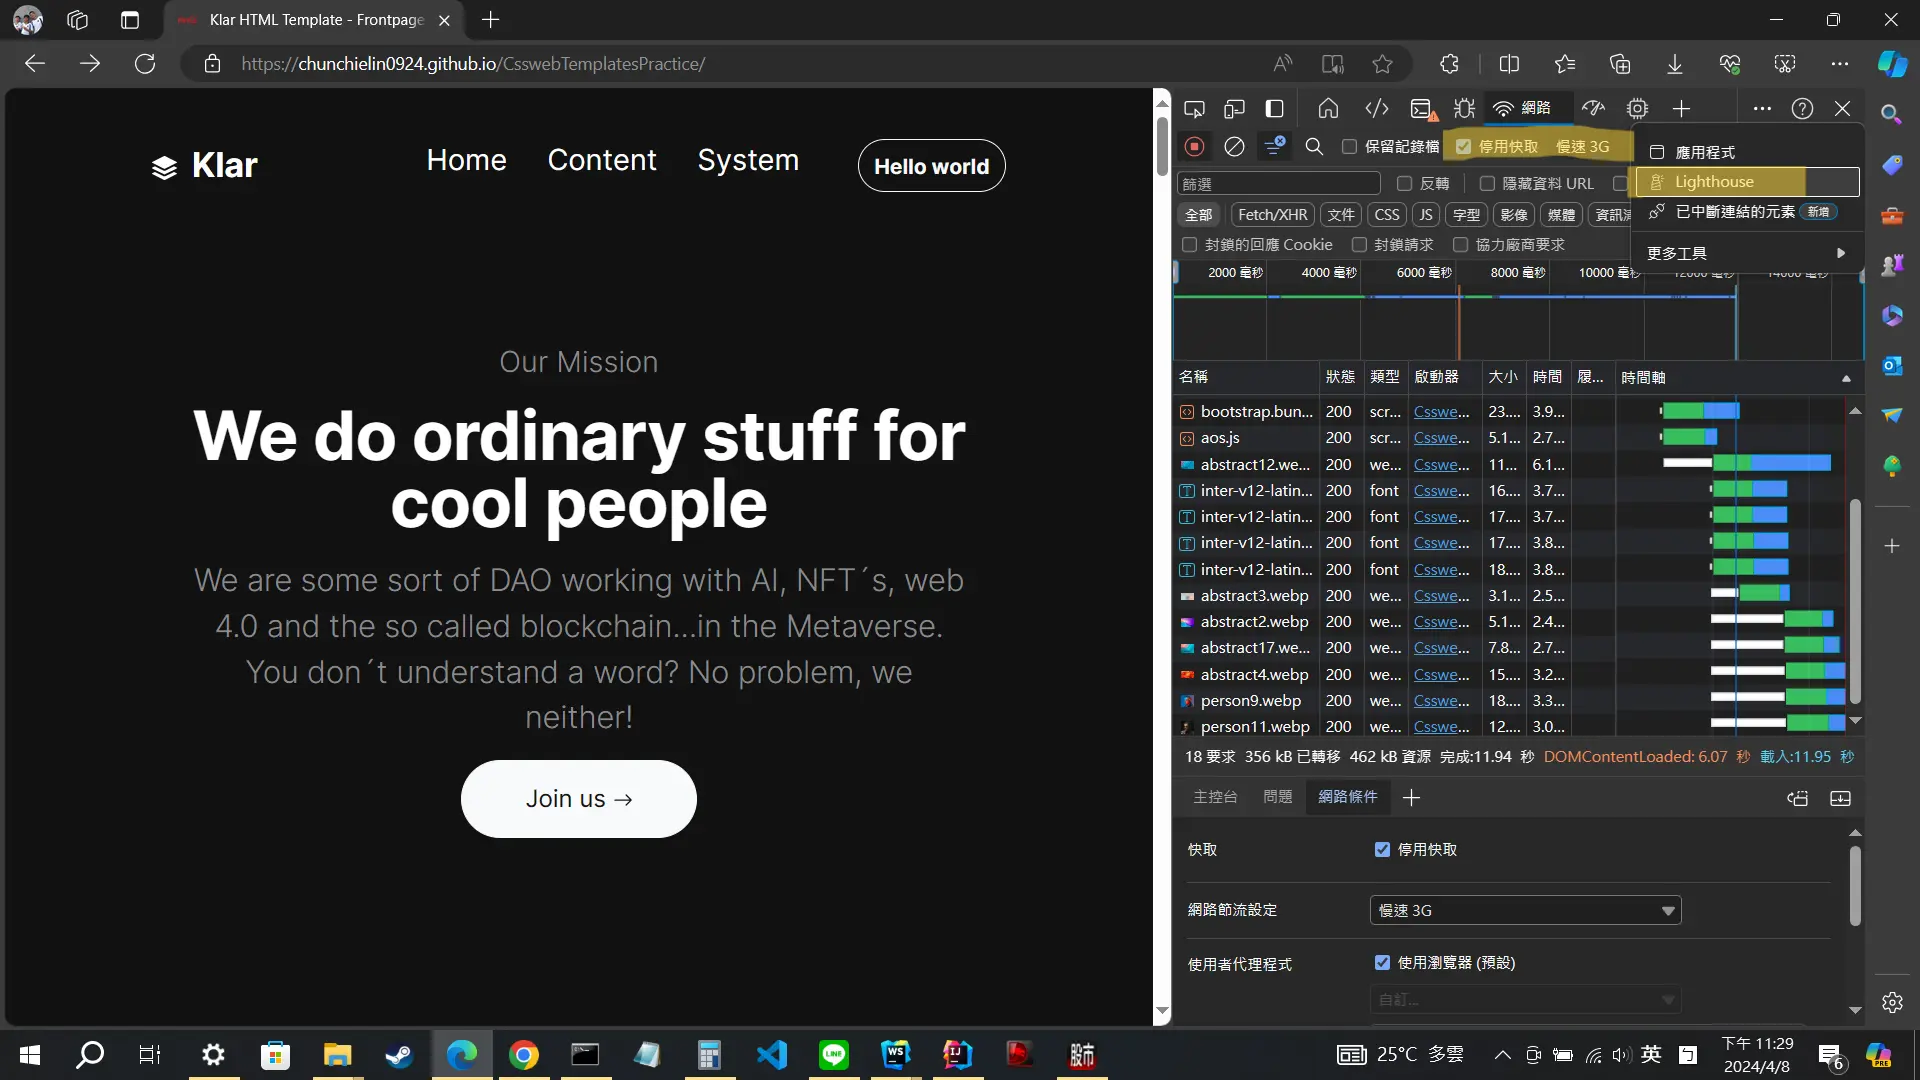 Klar HTML Template - Frontpage
https://chunchielin0924.github.io/CsswebTemplatesPractice/
Klar
Home Content System Hello world
Our Mission
We do ordinary stuff for
cool people
We are some sort of DAO working with AI, NFT´s, web
4.0 and the so called blockchain...in the Metaverse.
You don´t understand a word? No problem, we
neither!
Join us →
網路
保留記錄檔 停用快取 慢速 3G
篩選 反轉 隱藏資料 URL
全部 Fetch/XHR 文件 CSS JS 字型 影像 媒體
封鎖的回應 Cookie 封鎖請求 協力廠商要求
應用程式
Lighthouse
已中斷連結的元素 新增
更多工具
2000 毫秒 4000 毫秒 6000 毫秒 8000 毫秒 10000 毫秒
名稱 狀態 類型 啟動器 大小 時間 履... 時間軸
bootstrap.bun... 200 scr... Csswe... 23.... 3.9...
aos.js 200 scr... Csswe... 5.1... 2.7...
abstract12.we... 200 we... Csswe... 11.... 6.1...
inter-v12-latin... 200 font Csswe... 16.... 3.7...
inter-v12-latin... 200 font Csswe... 17.... 3.7...
inter-v12-latin... 200 font Csswe... 17.... 3.8...
inter-v12-latin... 200 font Csswe... 18.... 3.8...
abstract3.webp 200 we... Csswe... 3.1... 2.5...
abstract2.webp 200 we... Csswe... 5.1... 2.4...
abstract17.we... 200 we... Csswe... 7.8... 2.7...
abstract4.webp 200 we... Csswe... 15.... 3.2...
person9.webp 200 we... Csswe... 18.... 3.3...
person11.webp 200 we... Csswe... 12.... 3.0...
18 要求 356 kB 已轉移 462 kB 資源 完成:11.94 秒 DOMContentLoaded: 6.07 秒 載入:11.95 秒
主控台 問題 網路條件
快取 停用快取
網路節流設定 慢速 3G
使用者代理程式 使用瀏覽器 (預設)
自訂...
LINE WS IJ 股市
25°C 多雲 英 下午 11:29
2024/4/8
6 PRE